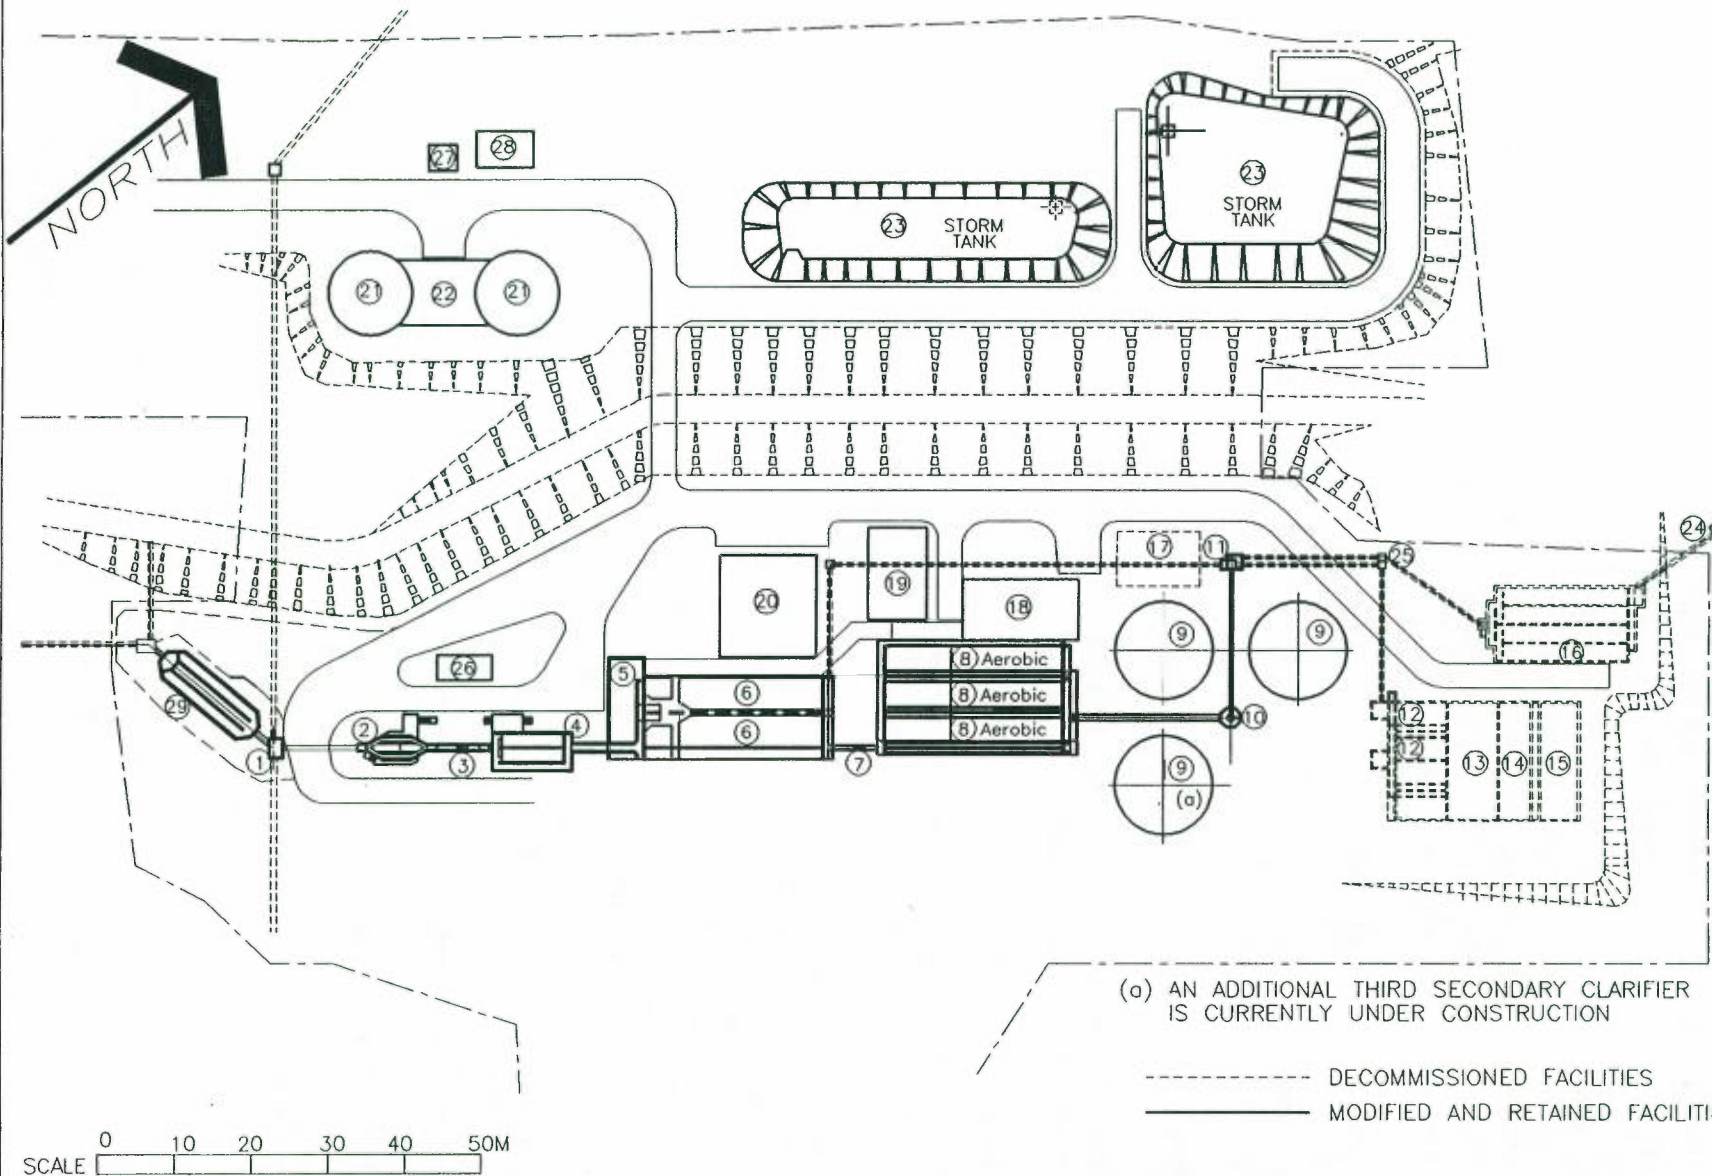 NORTH
27
28
23
STORM
TANK
23
STORM
TANK
21
22
21
24
17
11
25
20
19
18
9
9
16
26
5
6
8 Aerobic
8 Aerobic
8 Aerobic
6
29
2
4
1
3
7
10
12
12
13
14
15
9
(a)
(a) AN ADDITIONAL THIRD SECONDARY CLARIFIER
IS CURRENTLY UNDER CONSTRUCTION
DECOMMISSIONED FACILITIES
MODIFIED AND RETAINED FACILITI
0 10 20 30 40 50M
SCALE